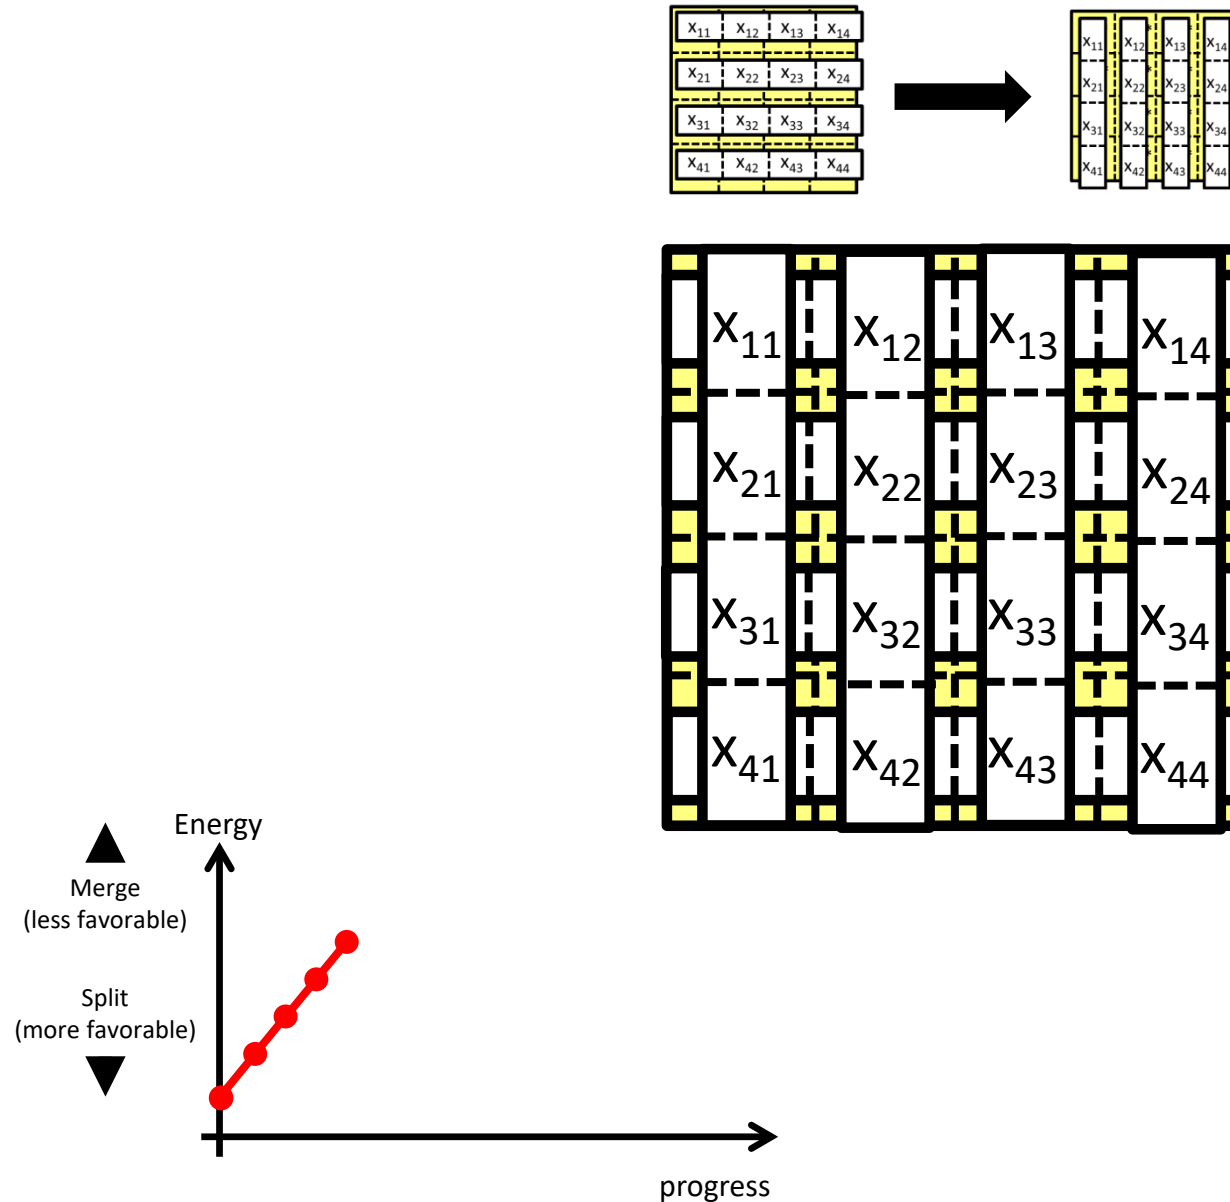 x11 x12 x13 x14
x21 x22 x23 x24
x31 x32 x33 x34
x41 x42 x43 x44
x11 x12 x13 x14
x21 x22 x23 x24
x31 x32 x33 x34
x41 x42 x43 x44
x11 x12 x13 x14
x21 x22 x23 x24
x31 x32 x33 x34
x41 x42 x43 x44
Energy
Merge
(less favorable)
Split
(more favorable)
progress